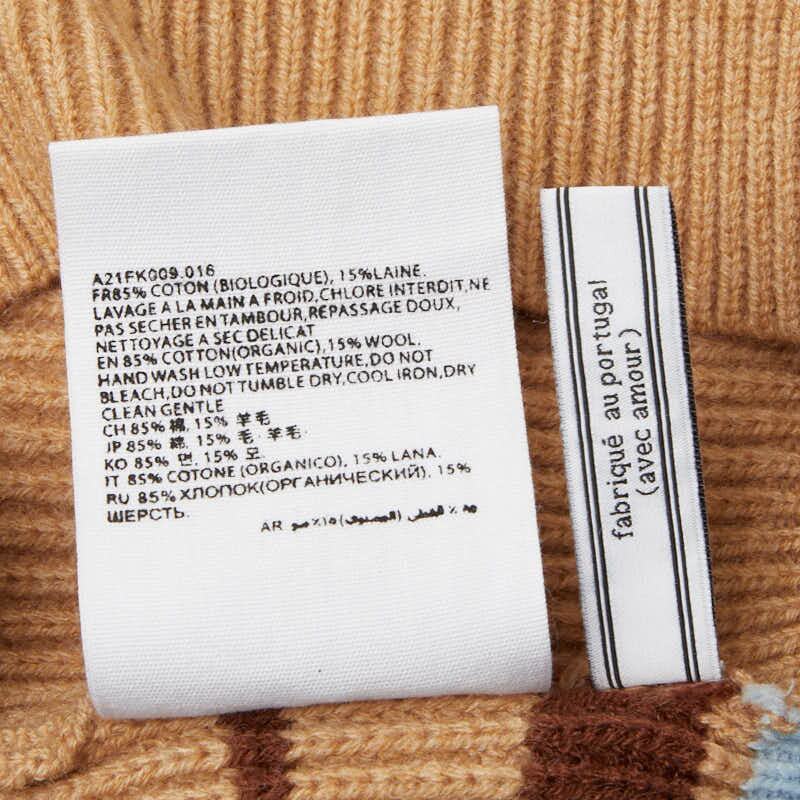 A21FK009.016
FR85% COTON (BIOLOGIQUE), 15%LAINE.
LAVAGE A LA MAIN A FROID,CHLORE INTERDIT,NE
PAS SECHER EN TAMBOUR,REPASSAGE DOUX,
NETTOYAGE A SEC DELICAT
EN 85% COTTON(ORGANIC),15% WOOL.
HAND WASH LOW TEMPERATURE,DO NOT
BLEACH,DO NOT TUMBLE DRY,COOL IRON,DRY
CLEAN GENTLE
CH 85% 棉, 15% 羊毛
JP 85% 綿, 15% 毛·羊毛·
KO 85% 면, 15% 모.
IT 85% COTONE (ORGANICO), 15% LANA.
RU 85% ХЛОПОК(ОРГАНИЧЕСКИЙ). 15%
ШЕРСТЬ.
AR
fabriqué au portugal
(avec amour)